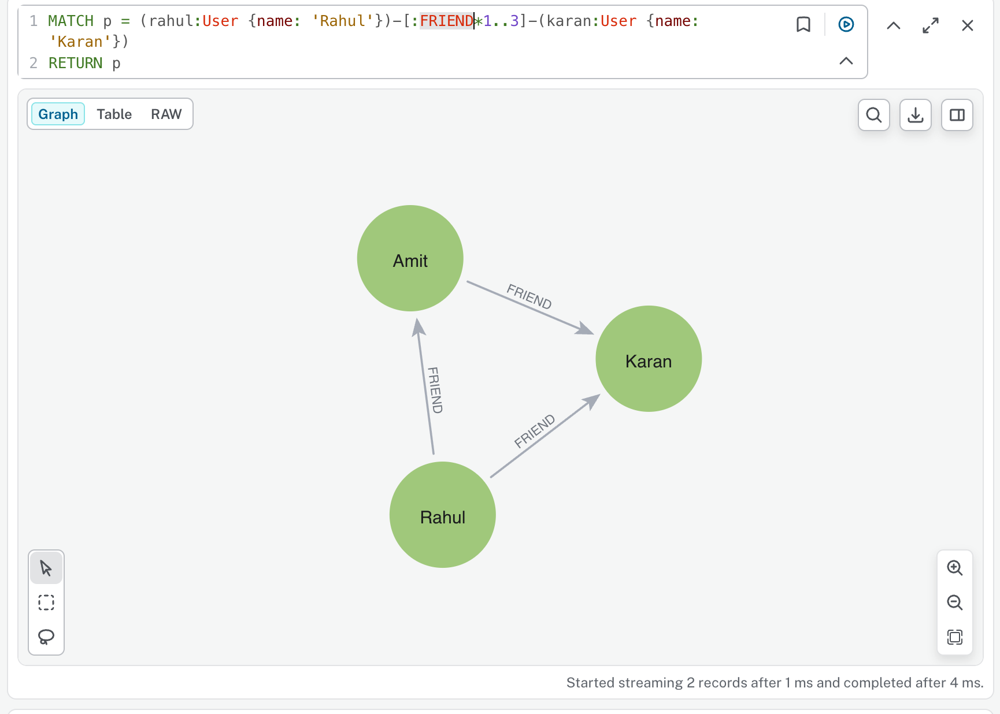 1 MATCH p = (rahul:User {name: 'Rahul'})-[:FRIEND*1..3]-(karan:User {name:
'Karan'})
2 RETURN p
Graph Table RAW
Amit
FRIEND
Karan
FRIEND
FRIEND
Rahul
Started streaming 2 records after 1 ms and completed after 4 ms.